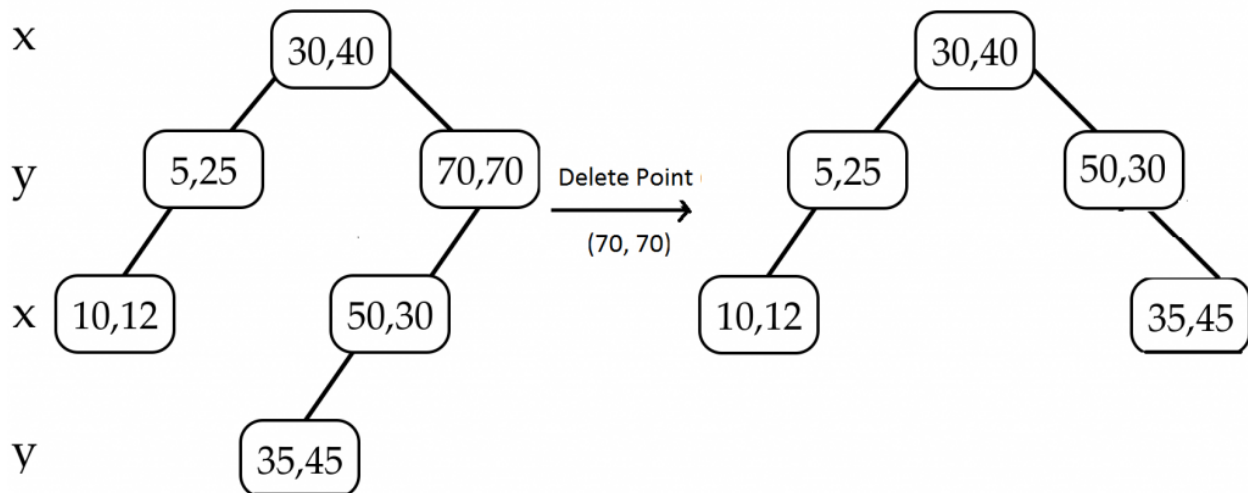 x 30,40 30,40
y 5,25 70,70 Delete Point 5,25 50,30
(70, 70)
x 10,12 50,30 10,12 35,45
y 35,45